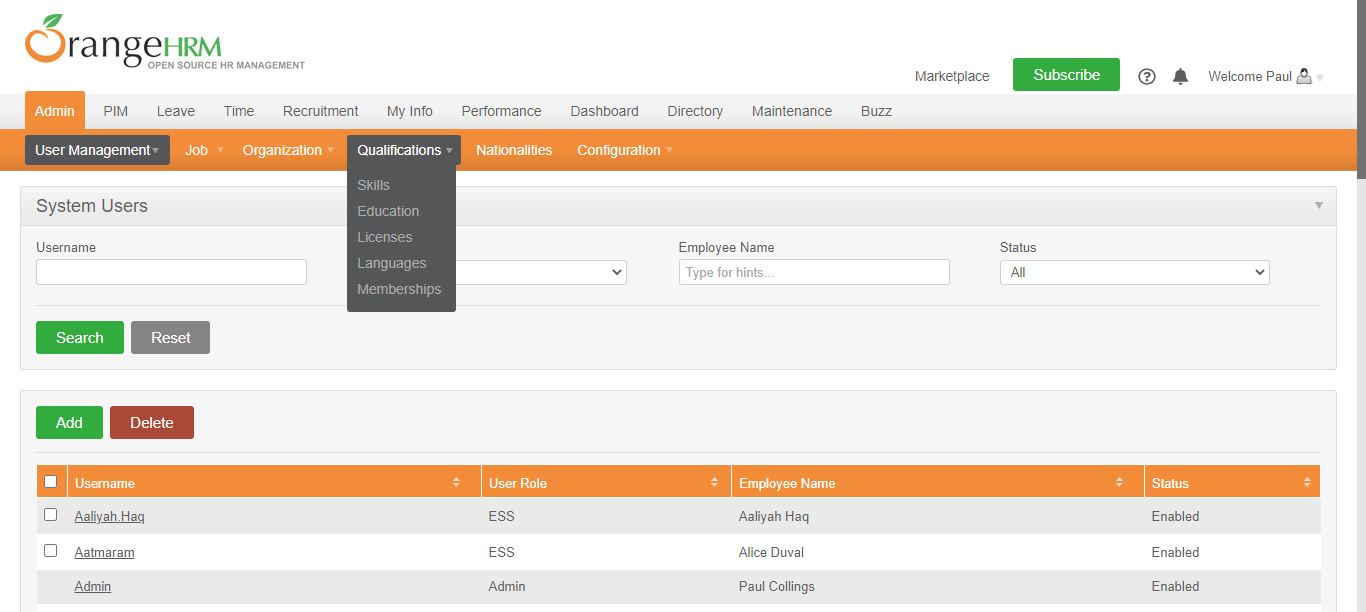 OrangeHRM
OPEN SOURCE HR MANAGEMENT
Marketplace Subscribe Welcome Paul
Admin PIM Leave Time Recruitment My Info Performance Dashboard Directory Maintenance Buzz
User Management Job Organization Qualifications Nationalities Configuration
Skills
Education
Licenses
Languages
Memberships
System Users
Username Employee Name Status
Type for hints... All
Search Reset
Add Delete
Username User Role Employee Name Status
Aaliyah.Haq ESS Aaliyah Haq Enabled
Aatmaram ESS Alice Duval Enabled
Admin Admin Paul Collings Enabled